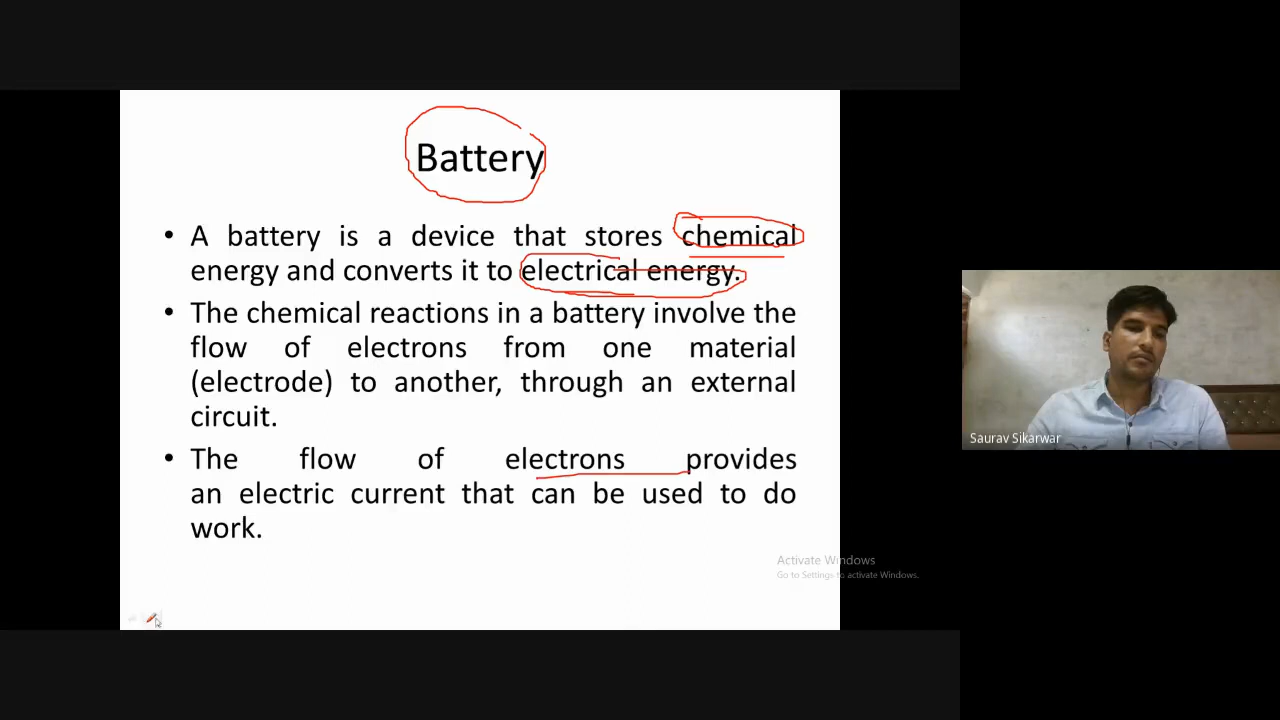 Battery
• A battery is a device that stores chemical
energy and converts it to electrical energy.
• The chemical reactions in a battery involve the
flow of electrons from one material
(electrode) to another, through an external
circuit.
• The flow of electrons provides
an electric current that can be used to do
work.
Saurav Sikarwar
Activate Windows
Go to Settings to activate Windows.